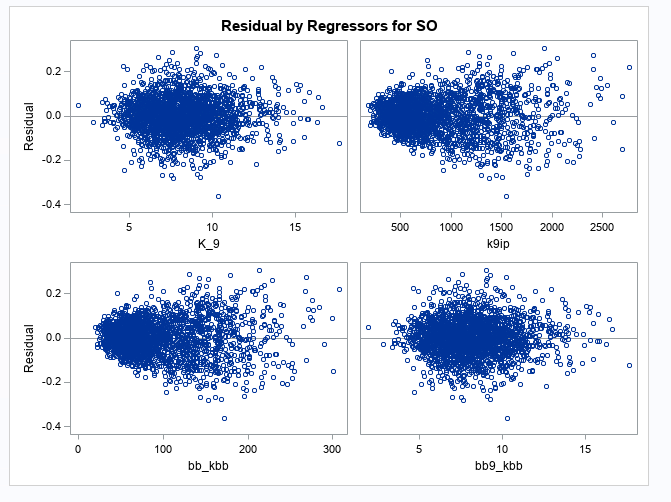 Residual by Regressors for SO
Residual
0.2
0.0
-0.2
-0.4
5 10 15
K_9
500 1000 1500 2000 2500
k9ip
Residual
0.2
0.0
-0.2
-0.4
0 100 200 300
bb_kbb
5 10 15
bb9_kbb